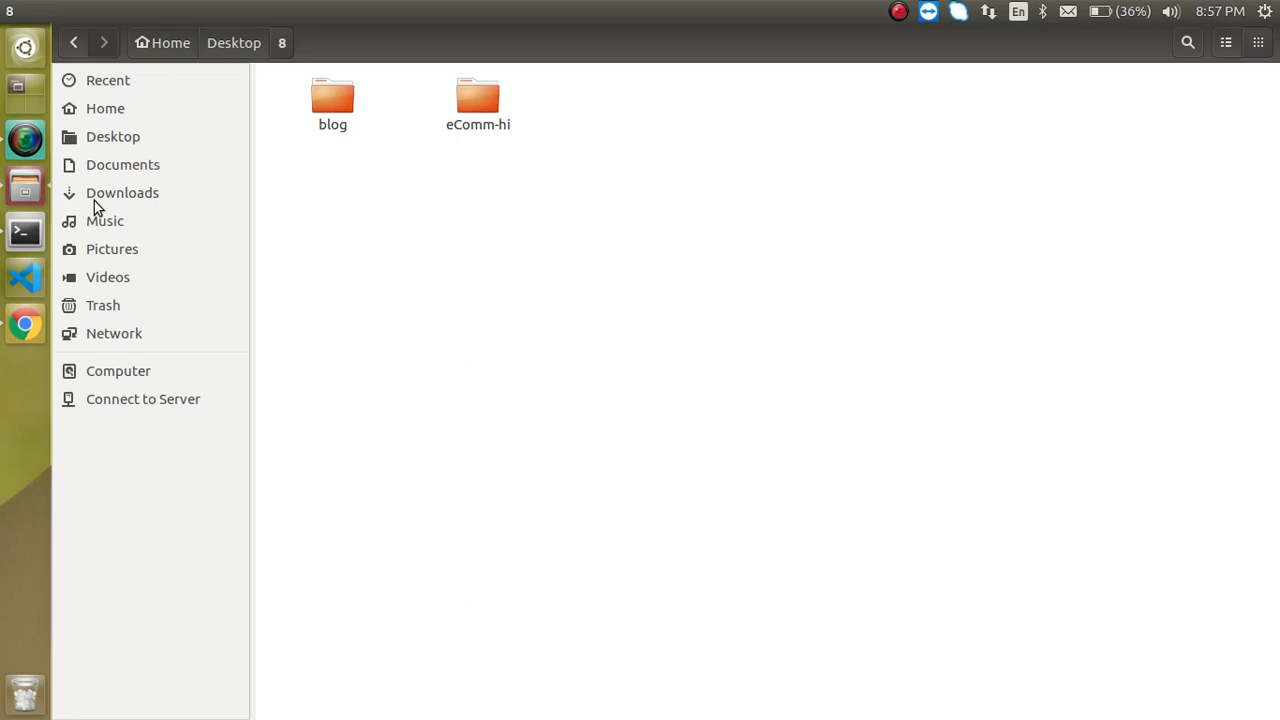 8
En
(36%)
8:57 PM
Home
Desktop
8
Recent
Home
Desktop
Documents
Downloads
Music
Pictures
Videos
Trash
Network
Computer
Connect to Server
blog
eComm-hi